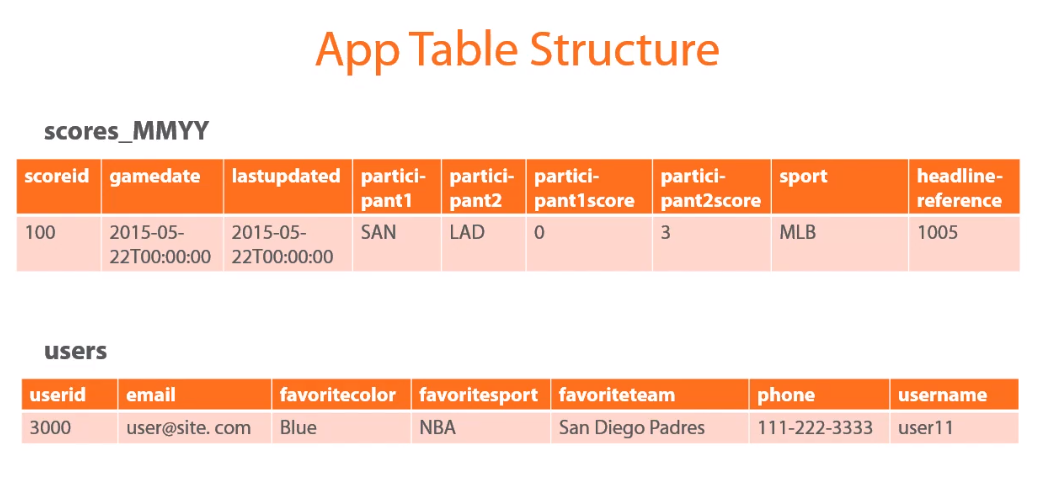 App Table Structure
scores_MMYY
scoreid gamedate lastupdated partici- partici- partici- partici- sport headline-
pant1 pant2 pant1score pant2score reference
100 2015-05- 2015-05- SAN LAD 0 3 MLB 1005
22T00:00:00 22T00:00:00
users
userid email favoritecolor favoritesport favoriteteam phone username
3000 user@site. com Blue NBA San Diego Padres 111-222-3333 user11